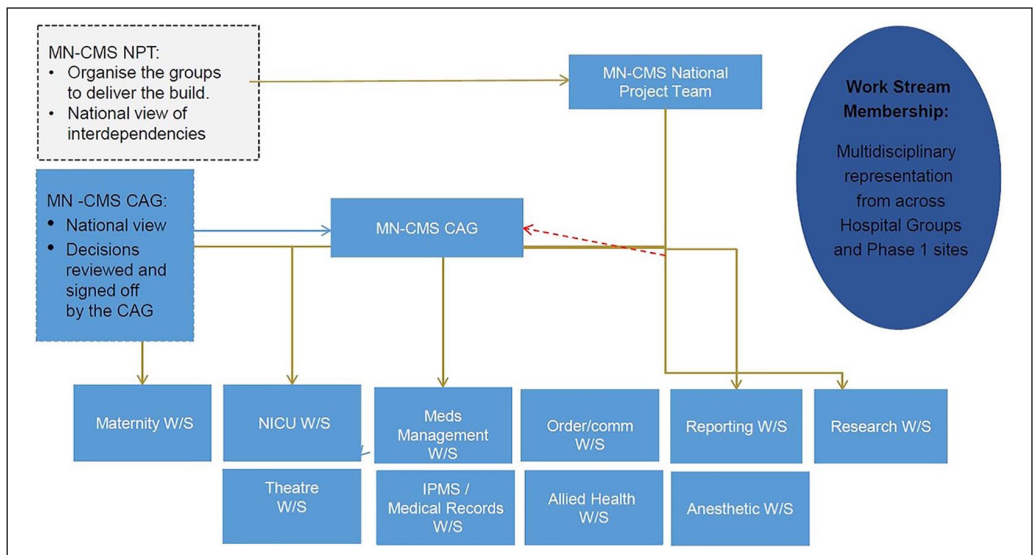 MN-CMS NPT:
• Organise the groups
to deliver the build.
• National view of
interdependencies
MN-CMS National
Project Team
Work Stream
Membership:
Multidisciplinary
representation
from across
Hospital Groups
and Phase 1 sites
MN -CMS CAG:
• National view
• Decisions
reviewed and
signed off
by the CAG
MN-CMS CAG
Maternity W/S
NICU W/S
Meds
Management
W/S
Order/comm
W/S
Reporting W/S
Research W/S
Theatre
W/S
IPMS /
Medical Records
W/S
Allied Health
W/S
Anesthetic W/S